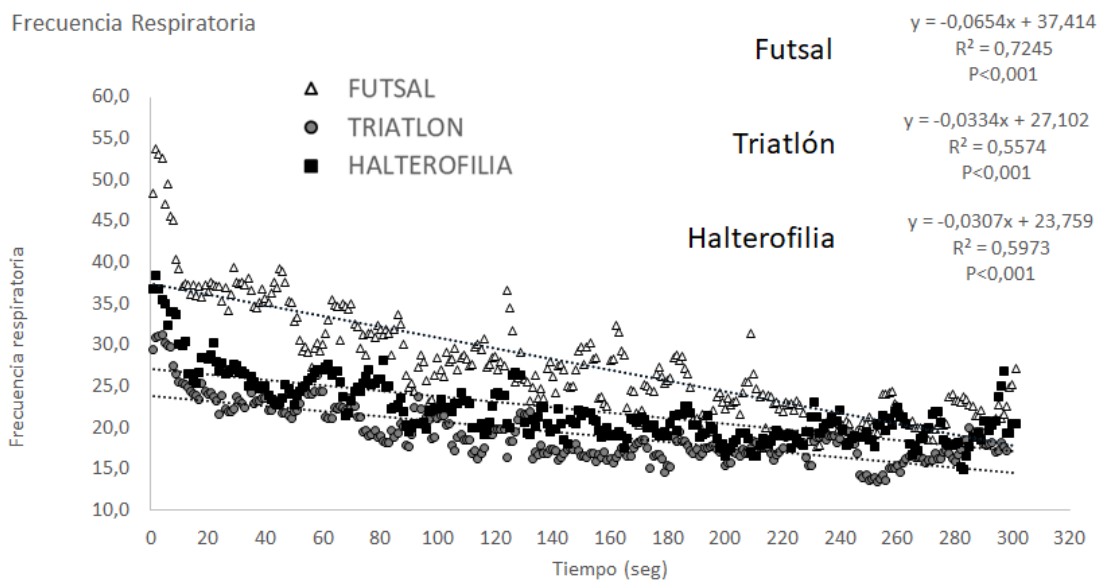 Frecuencia Respiratoria
Futsal
y = -0,0654x + 37,414
R² = 0,7245
P<0,001
Triatlón
y = -0,0334x + 27,102
R² = 0,5574
P<0,001
Halterofilia
y = -0,0307x + 23,759
R² = 0,5973
P<0,001
FUTSAL
TRIATLON
HALTEROFILIA
Frecuencia respiratoria
60,0
55,0
50,0
45,0
40,0
35,0
30,0
25,0
20,0
15,0
10,0
0 20 40 60 80 100 120 140 160 180 200 220 240 260 280 300 320
Tiempo (seg)